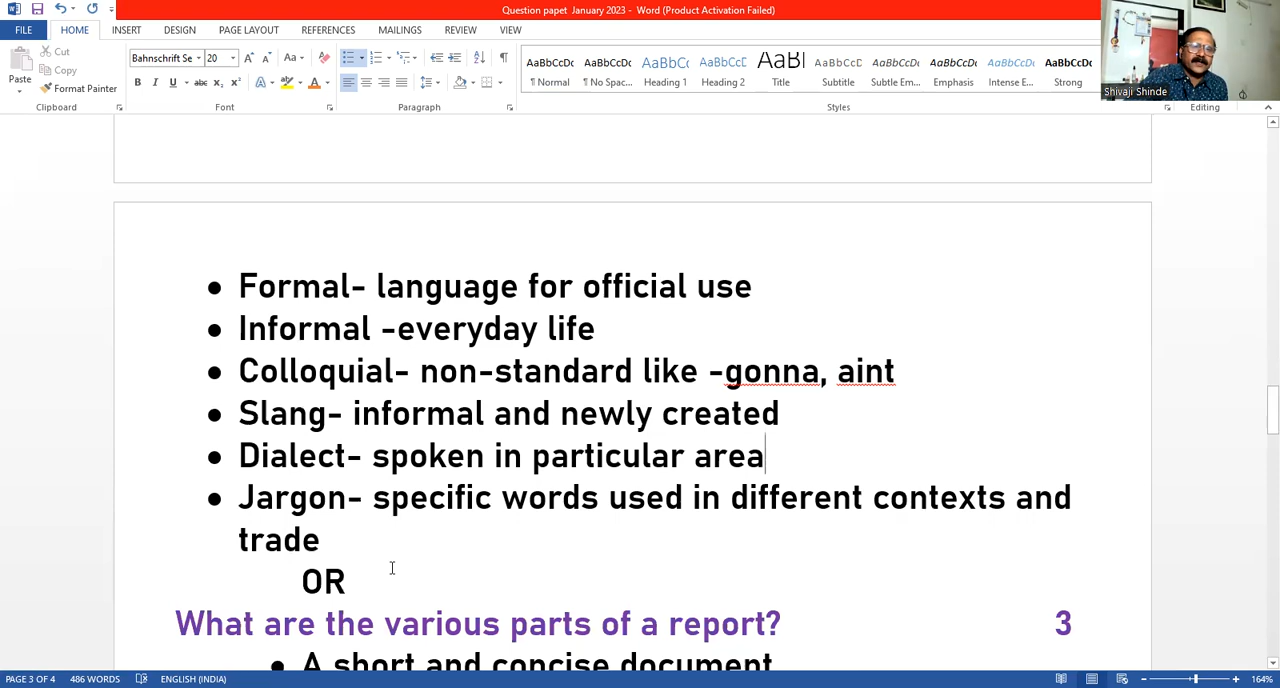 Question papet January 2023 - Word (Product Activation Failed)
FILE HOME INSERT DESIGN PAGE LAYOUT REFERENCES MAILINGS REVIEW VIEW
Shivaji Shinde
Paste Cut
Copy
Format Painter
Bahnschrift Se 20
AaBbCcDc AaBbCcDc AaBbC( AaBbCcD AaB| AaBbCcD AaBbCcDc AaBbCcDc AaBbCcDc AaBbCcDc
¶ Normal ¶ No Spac... Heading 1 Heading 2 Title Subtitle Subtle Em... Emphasis Intense E... Strong
Clipboard Font Paragraph Styles Editing
● Formal- language for official use
● Informal -everyday life
● Colloquial- non-standard like -gonna, aint
● Slang- informal and newly created
● Dialect- spoken in particular area
● Jargon- specific words used in different contexts and
trade
OR
What are the various parts of a report? 3
● A short and concise document
PAGE 3 OF 4 486 WORDS ENGLISH (INDIA) 164%